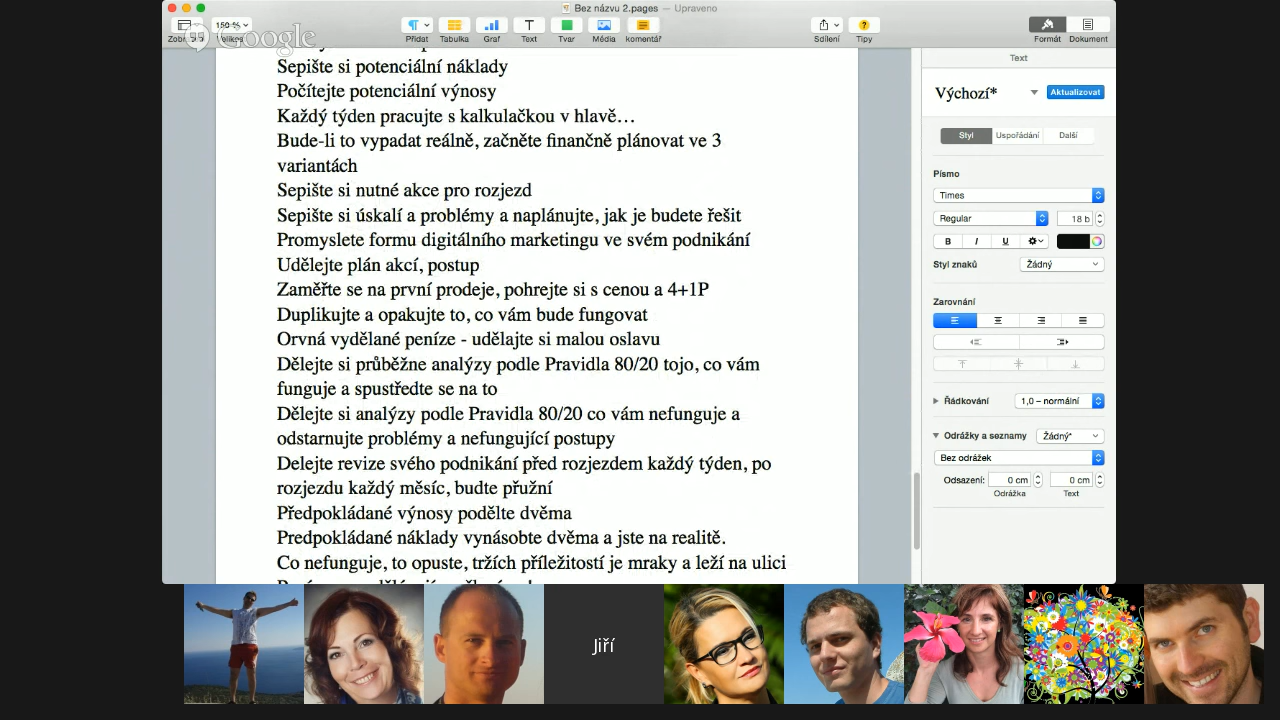 Bez názvu 2.pages — Upraveno
150 %
Google
Přidat
Tabulka
Graf
Text
Tvar
Média
komentář
Sdílení
Tipy
Formát
Dokument
Sepište si potenciální náklady
Počítejte potenciální výnosy
Každý týden pracujte s kalkulačkou v hlavě…
Bude-li to vypadat reálně, začněte finančně plánovat ve 3
variantách
Sepište si nutné akce pro rozjezd
Sepište si úskalí a problémy a naplánujte, jak je budete řešit
Promyslete formu digitálního marketingu ve svém podnikání
Udělejte plán akcí, postup
Zaměřte se na první prodeje, pohrejte si s cenou a 4+1P
Duplikujte a opakujte to, co vám bude fungovat
Orvná vydělané peníze - udělajte si malou oslavu
Dělejte si průběžne analýzy podle Pravidla 80/20 tojo, co vám
funguje a spustředte se na to
Dělejte si analýzy podle Pravidla 80/20 co vám nefunguje a
odstarnujte problémy a nefungující postupy
Delejte revize svého podnikání před rozjezdem každý týden, po
rozjezdu každý měsíc, budte přužní
Předpokládané výnosy podělte dvěma
Predpokládané náklady vynásobte dvěma a jste na realitě.
Co nefunguje, to opuste, tržích příležitostí je mraky a leží na ulici
Text
Výchozí*
Aktualizovat
Styl
Uspořádání
Další
Písmo
Times
Regular
18 b
B I U
Styl znaků
Žádný
Zarovnání
Řádkování
1,0 – normální
Odrážky a seznamy
Žádný*
Bez odrážek
Odsazení:
0 cm
0 cm
Odrážka
Text
Jiří